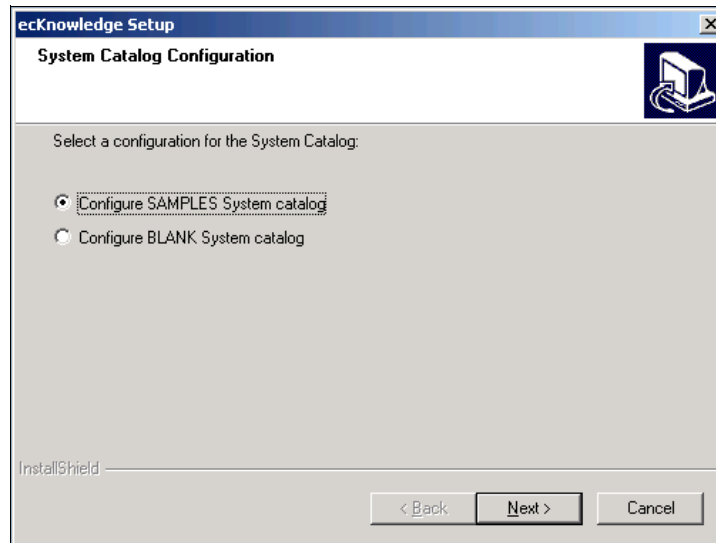 ecKnowledge Setup
System Catalog Configuration
Select a configuration for the System Catalog:
Configure SAMPLES System catalog
Configure BLANK System catalog
InstallShield
< Back
Next >
Cancel